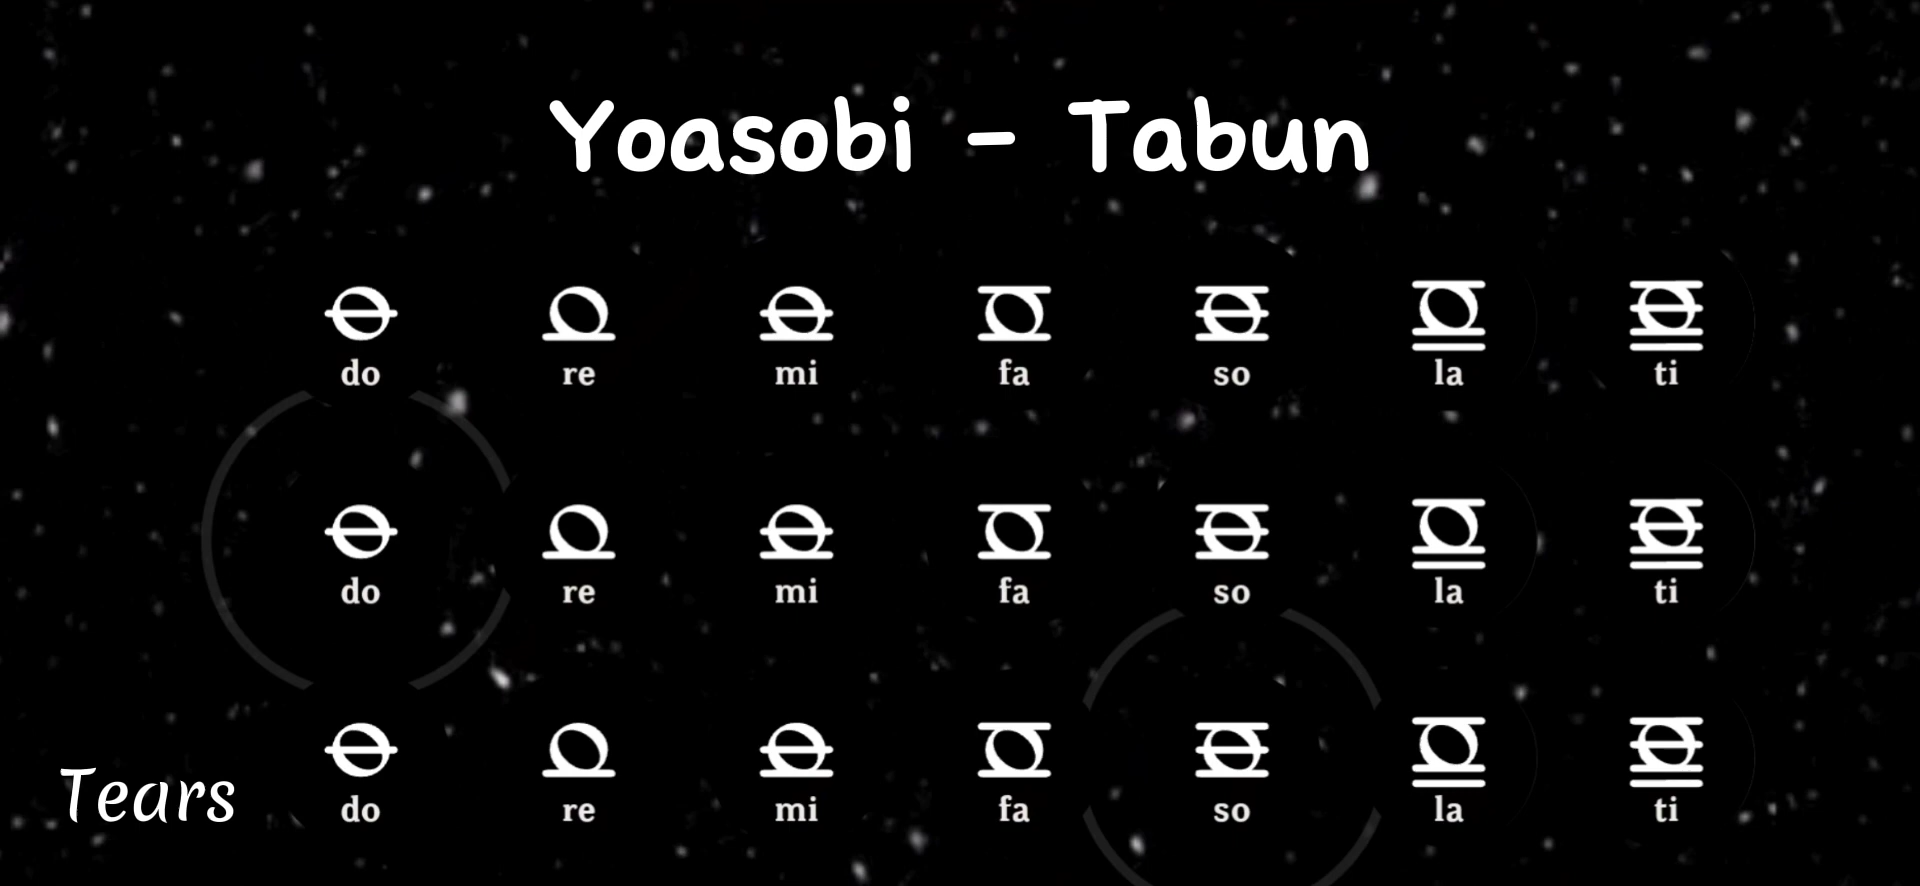 Yoasobi - Tabun
do re mi fa so la ti
do re mi fa so la ti
do re mi fa so la ti
Tears